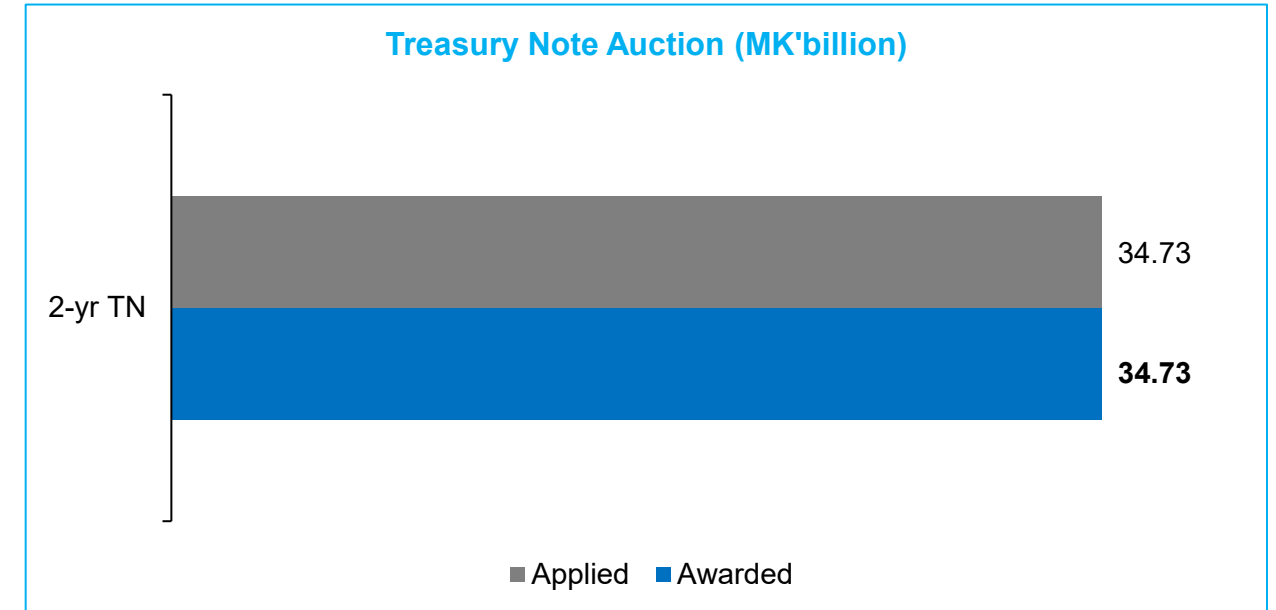 Treasury Note Auction (MK'billion)
34.73
2-yr TN
34.73
Applied Awarded